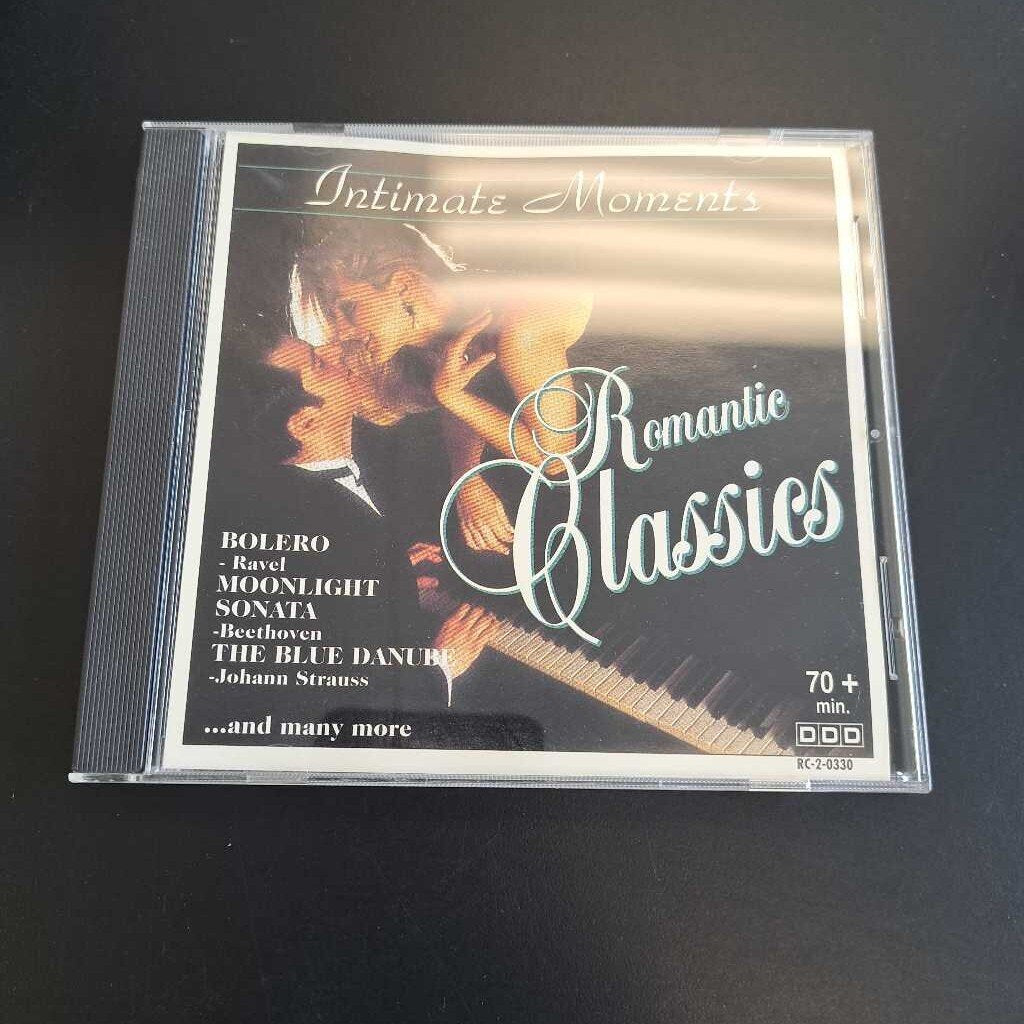 Intimate Moments
Romantic
Classics
BOLERO
- Ravel
MOONLIGHT
SONATA
-Beethoven
THE BLUE DANUBE
-Johann Strauss
...and many more
70 +
min.
DDD
RC-2-0330